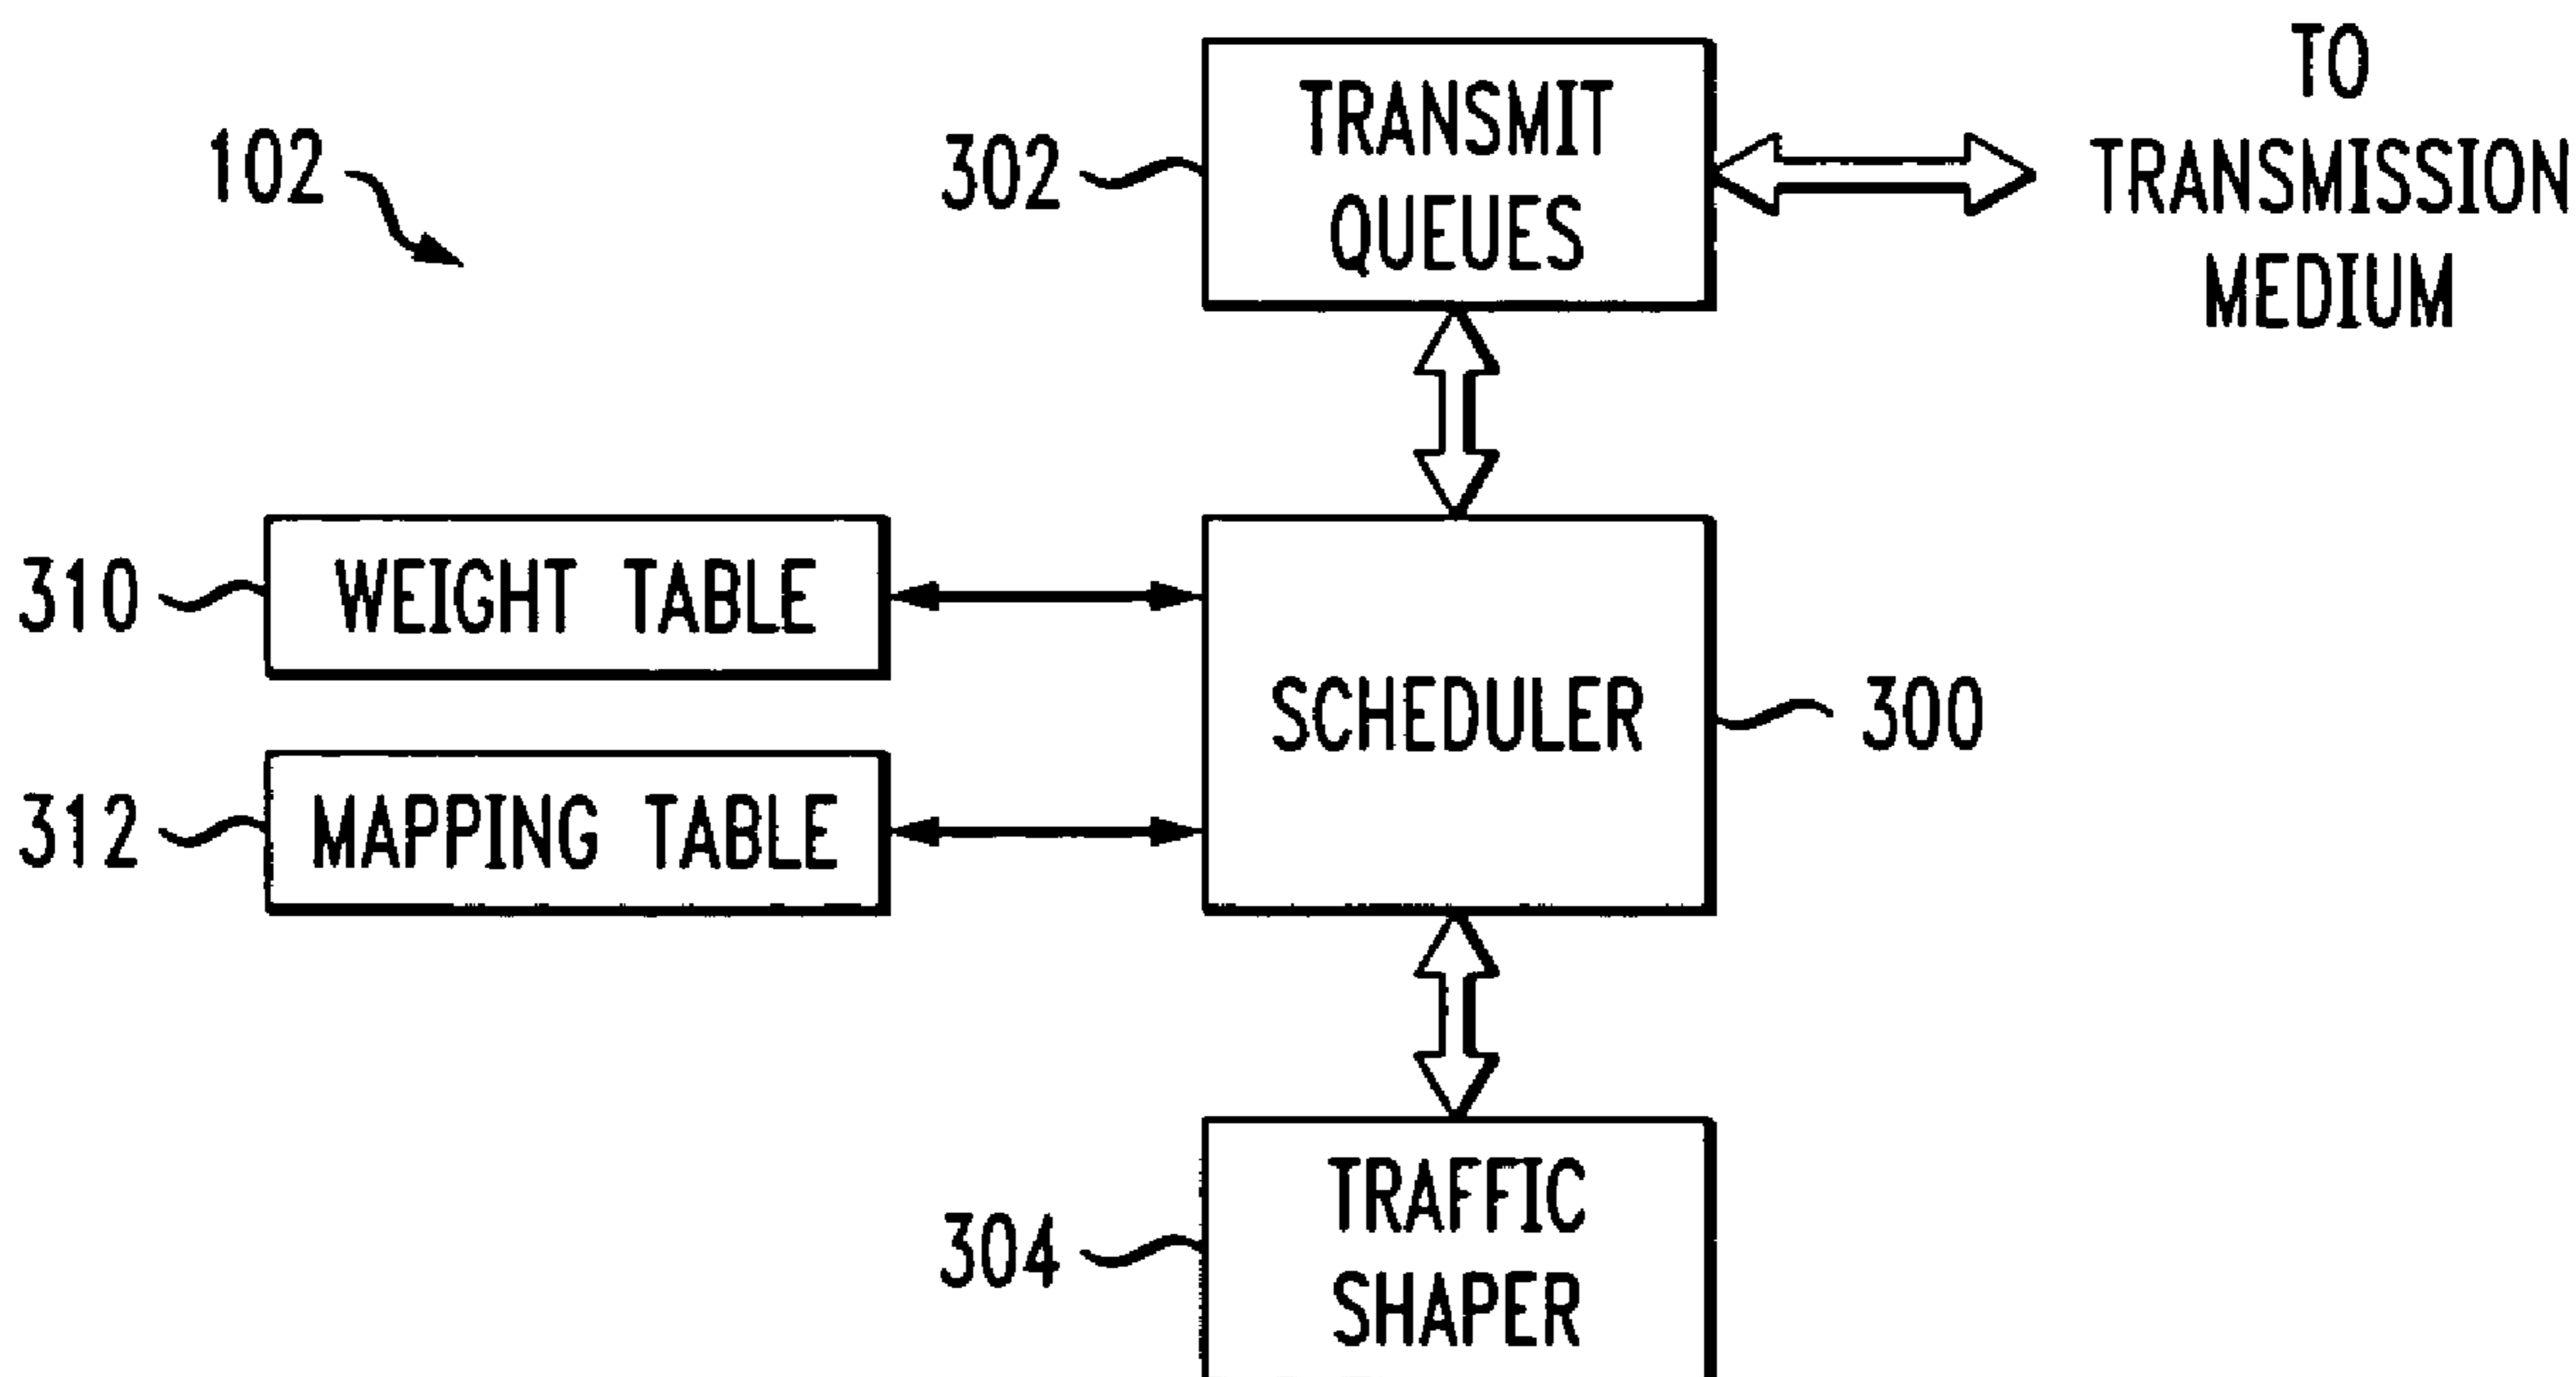 TO
TRANSMISSION
MEDIUM
102
302
TRANSMIT
QUEUES
310
WEIGHT TABLE
SCHEDULER
300
312
MAPPING TABLE
304
TRAFFIC
SHAPER